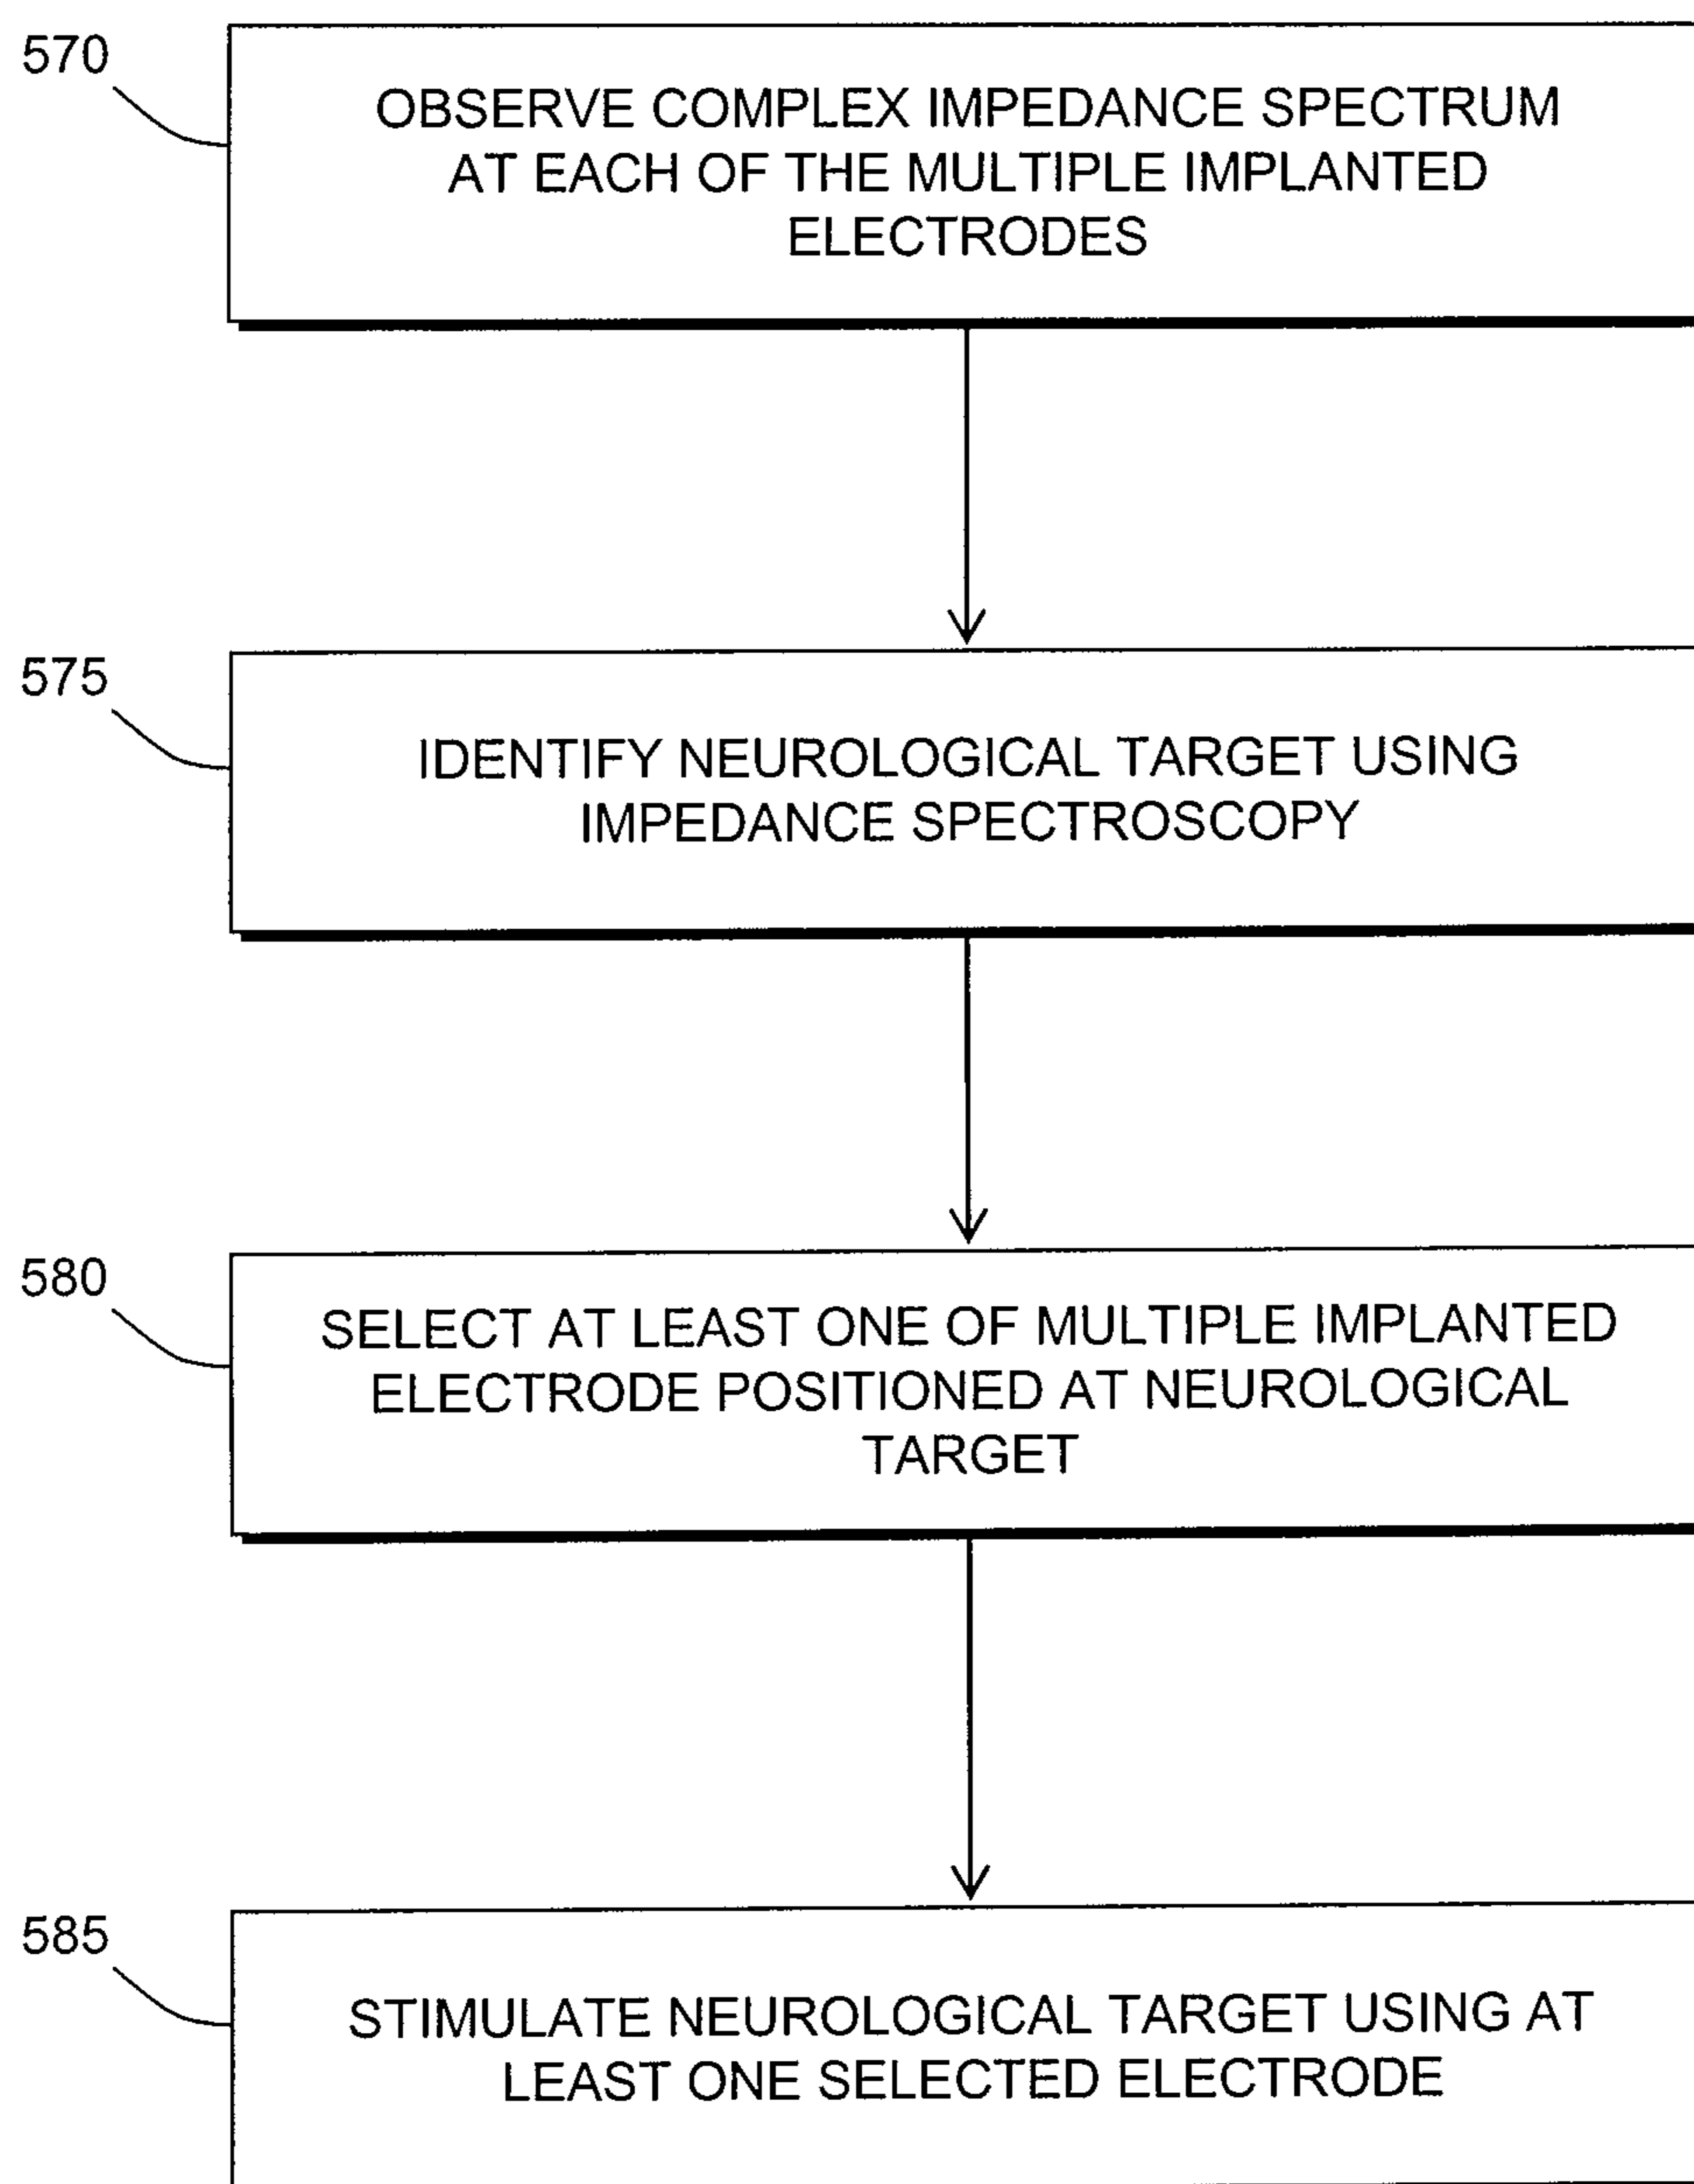 570
OBSERVE COMPLEX IMPEDANCE SPECTRUM
AT EACH OF THE MULTIPLE IMPLANTED
ELECTRODES
575
IDENTIFY NEUROLOGICAL TARGET USING
IMPEDANCE SPECTROSCOPY
580
SELECT AT LEAST ONE OF MULTIPLE IMPLANTED
ELECTRODE POSITIONED AT NEUROLOGICAL
TARGET
585
STIMULATE NEUROLOGICAL TARGET USING AT
LEAST ONE SELECTED ELECTRODE